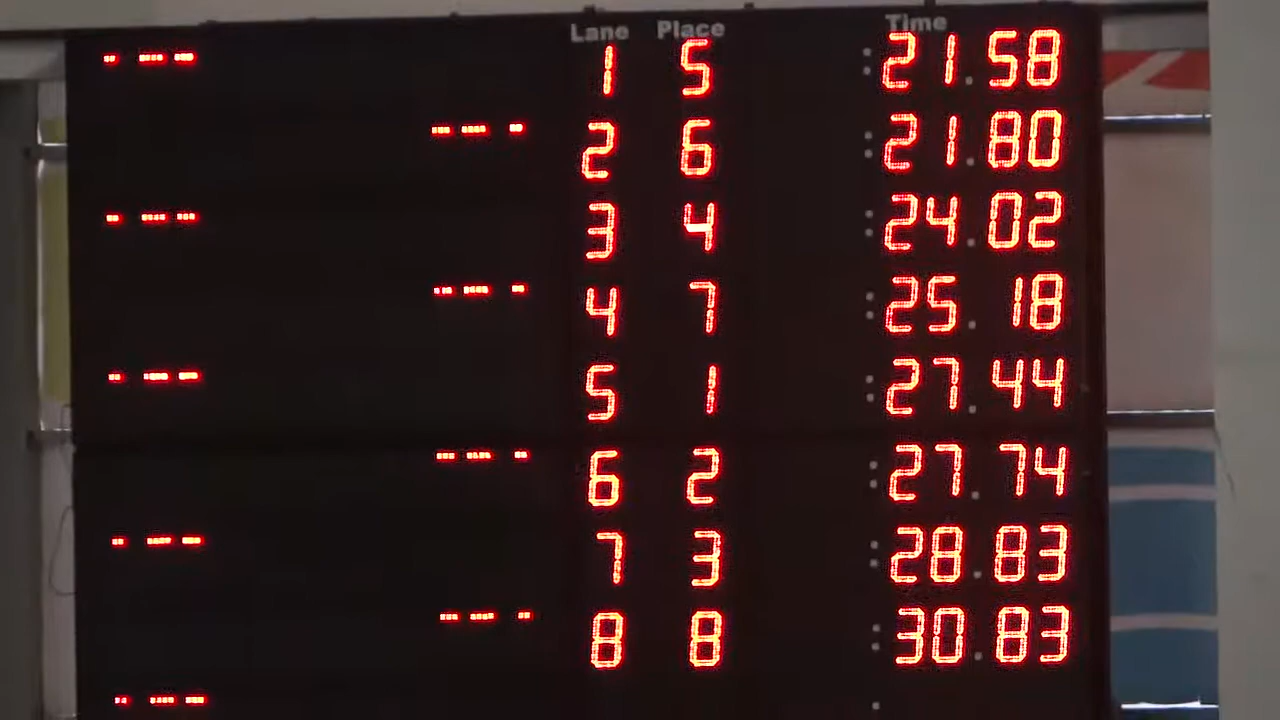 Lane Place Time
1 5 :21.58
2 6 :21.80
3 4 :24.02
4 7 :25.18
5 1 :27.44
6 2 :27.74
7 3 :28.83
8 8 :30.83